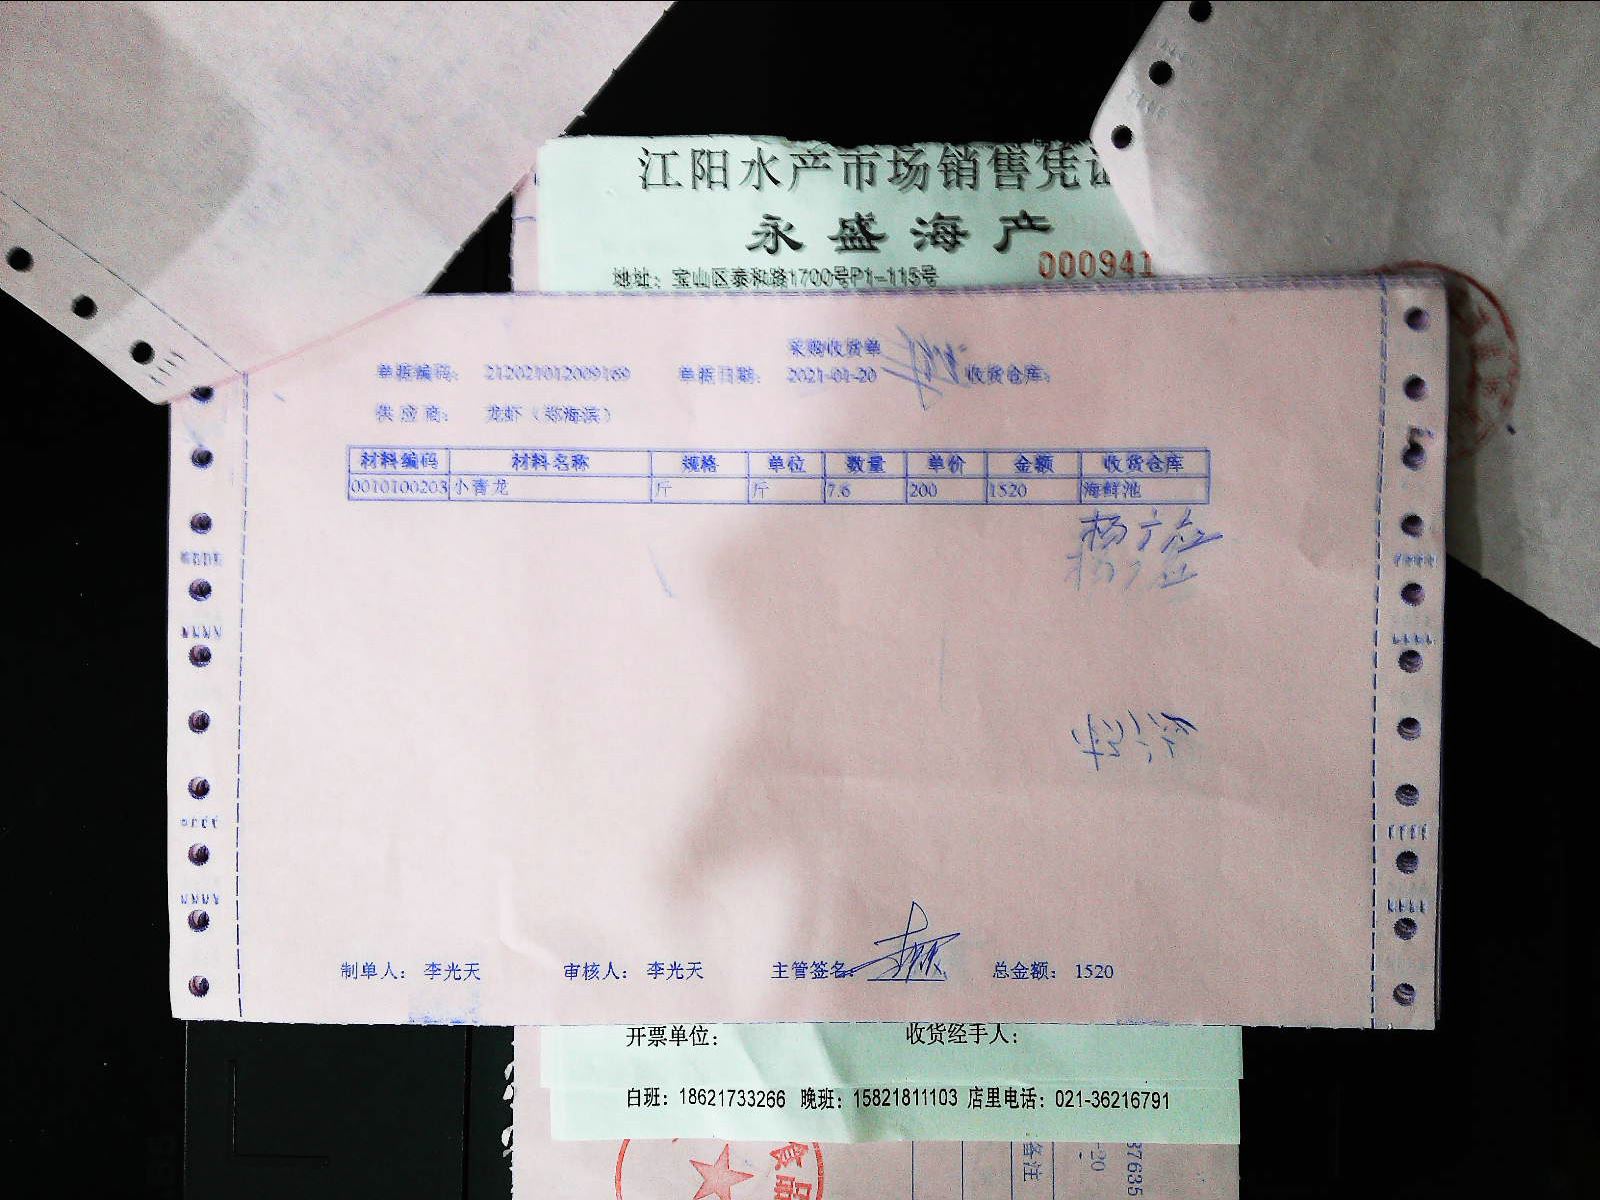 江阳水产市场销售凭证
永盛海产
地址：宝山区泰和路1700号P1-115号
000941
采购收货单
单据编码： 212021012009169 单据日期： 2021-01-20 收货仓库：
供应商： 龙虾（郑海滨）
材料编码 材料名称 规格 单位 数量 单价 金额 收货仓库
0010100203 小青龙 斤 斤 7.6 200 1520 海鲜池
制单人： 李光天 审核人： 李光天 主管签名： 总金额： 1520
开票单位： 收货经手人：
白班：18621733266 晚班：15821811103 店里电话：021-36216791
食品
备注
-20
37635